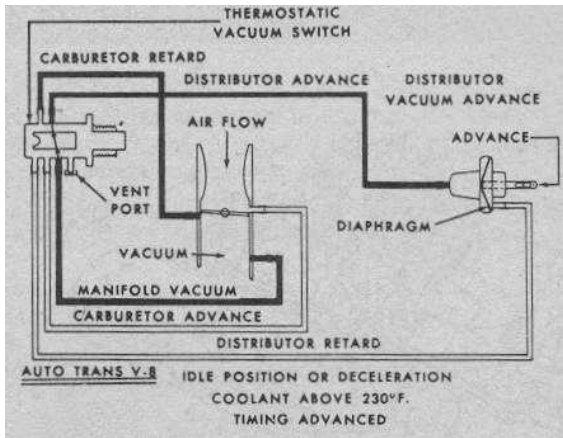 THERMOSTATIC
VACUUM SWITCH
CARBURETOR RETARD
DISTRIBUTOR ADVANCE
DISTRIBUTOR
VACUUM ADVANCE
AIR FLOW
ADVANCE
VENT
PORT
DIAPHRAGM
VACUUM
MANIFOLD VACUUM
CARBURETOR ADVANCE
DISTRIBUTOR RETARD
AUTO TRANS V-8
IDLE POSITION OR DECELERATION
COOLANT ABOVE 230°F.
TIMING ADVANCED